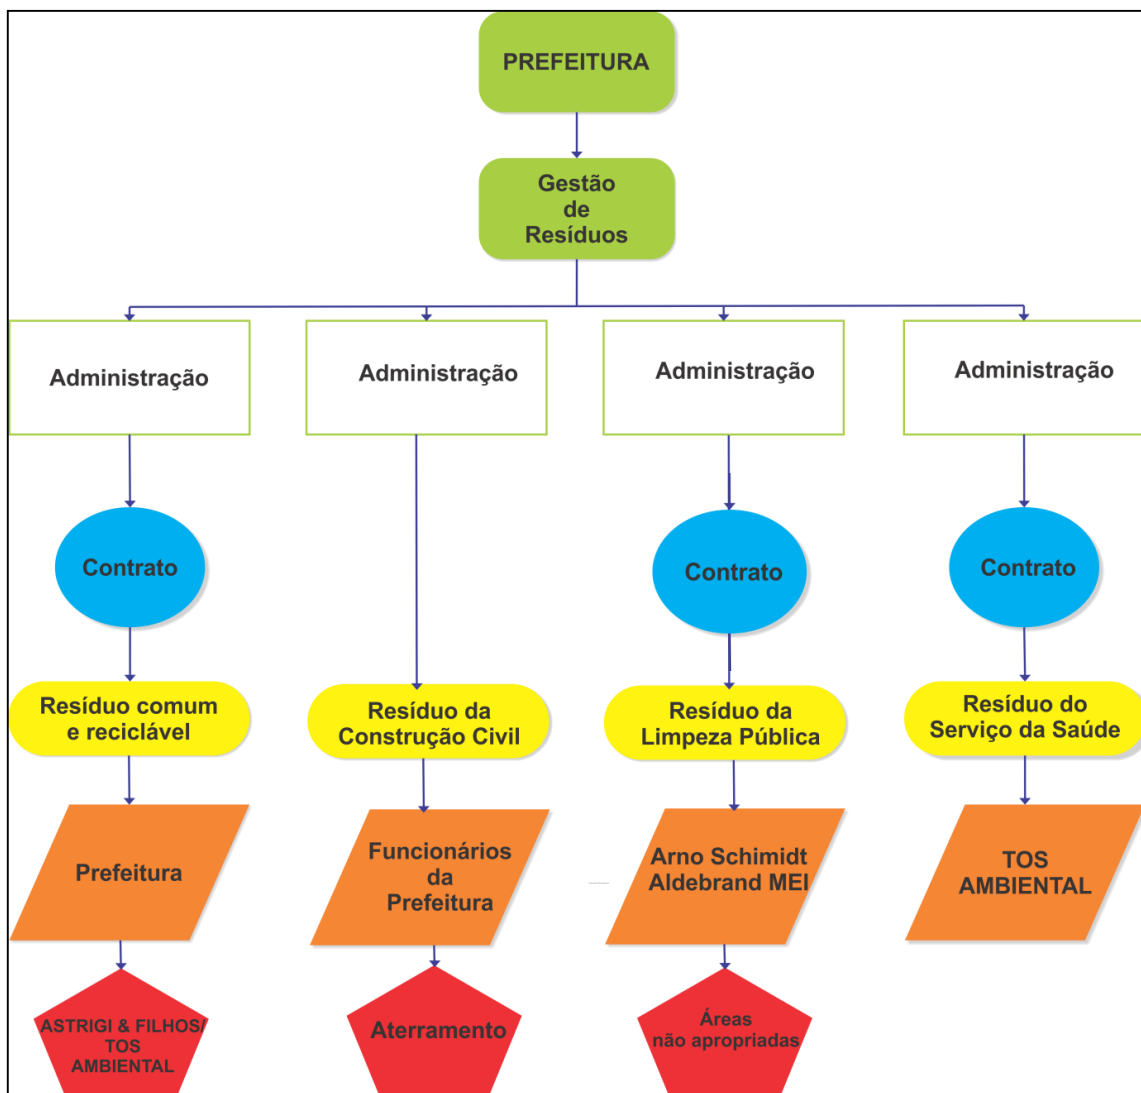 PREFEITURA
Gestão
de
Resíduos
Administração
Administração
Administração
Administração
Contrato
Contrato
Contrato
Resíduo comum
e reciclável
Resíduo da
Construção Civil
Resíduo da
Limpeza Pública
Resíduo do
Serviço da Saúde
Prefeitura
Funcionários
da
Prefeitura
Arno Schimidt
Aldebrand MEI
TOS
AMBIENTAL
ASTRIGI & FILHOS/
TOS
AMBIENTAL
Aterramento
Áreas
não apropriadas